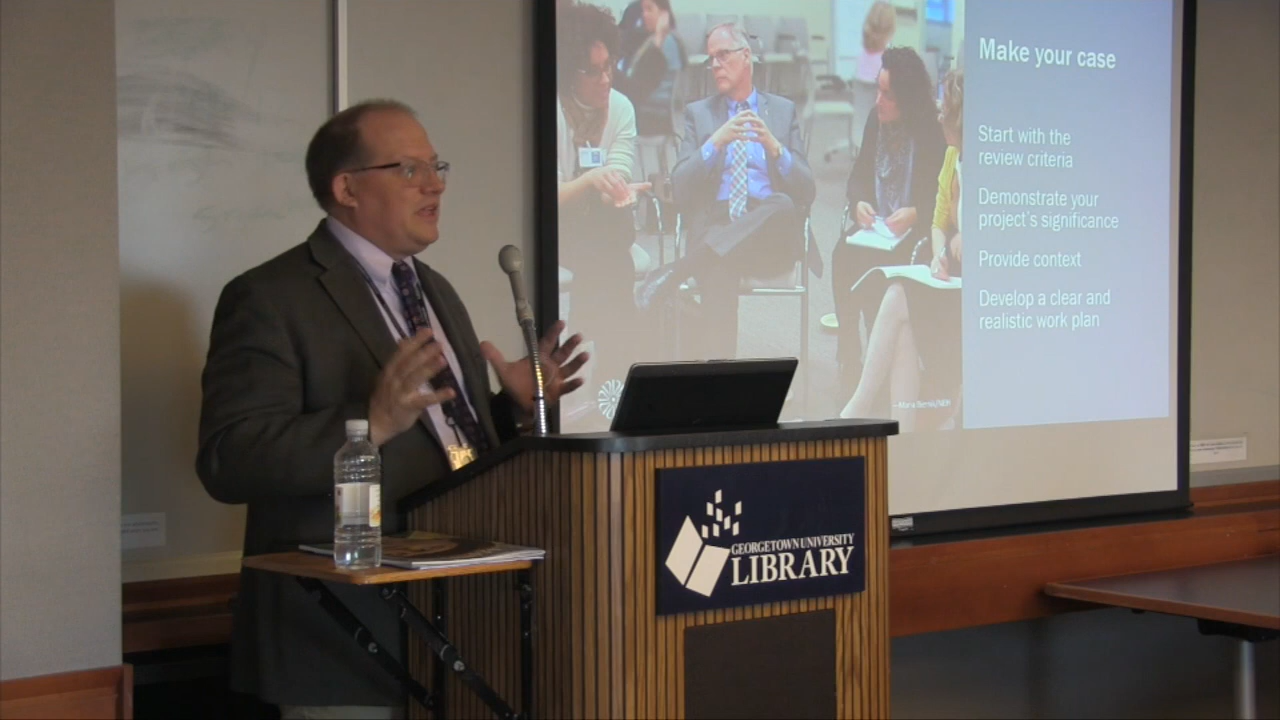 Make your case
Start with the
review criteria
Demonstrate your
project's significance
Provide context
Develop a clear and
realistic work plan
GEORGETOWN UNIVERSITY
LIBRARY